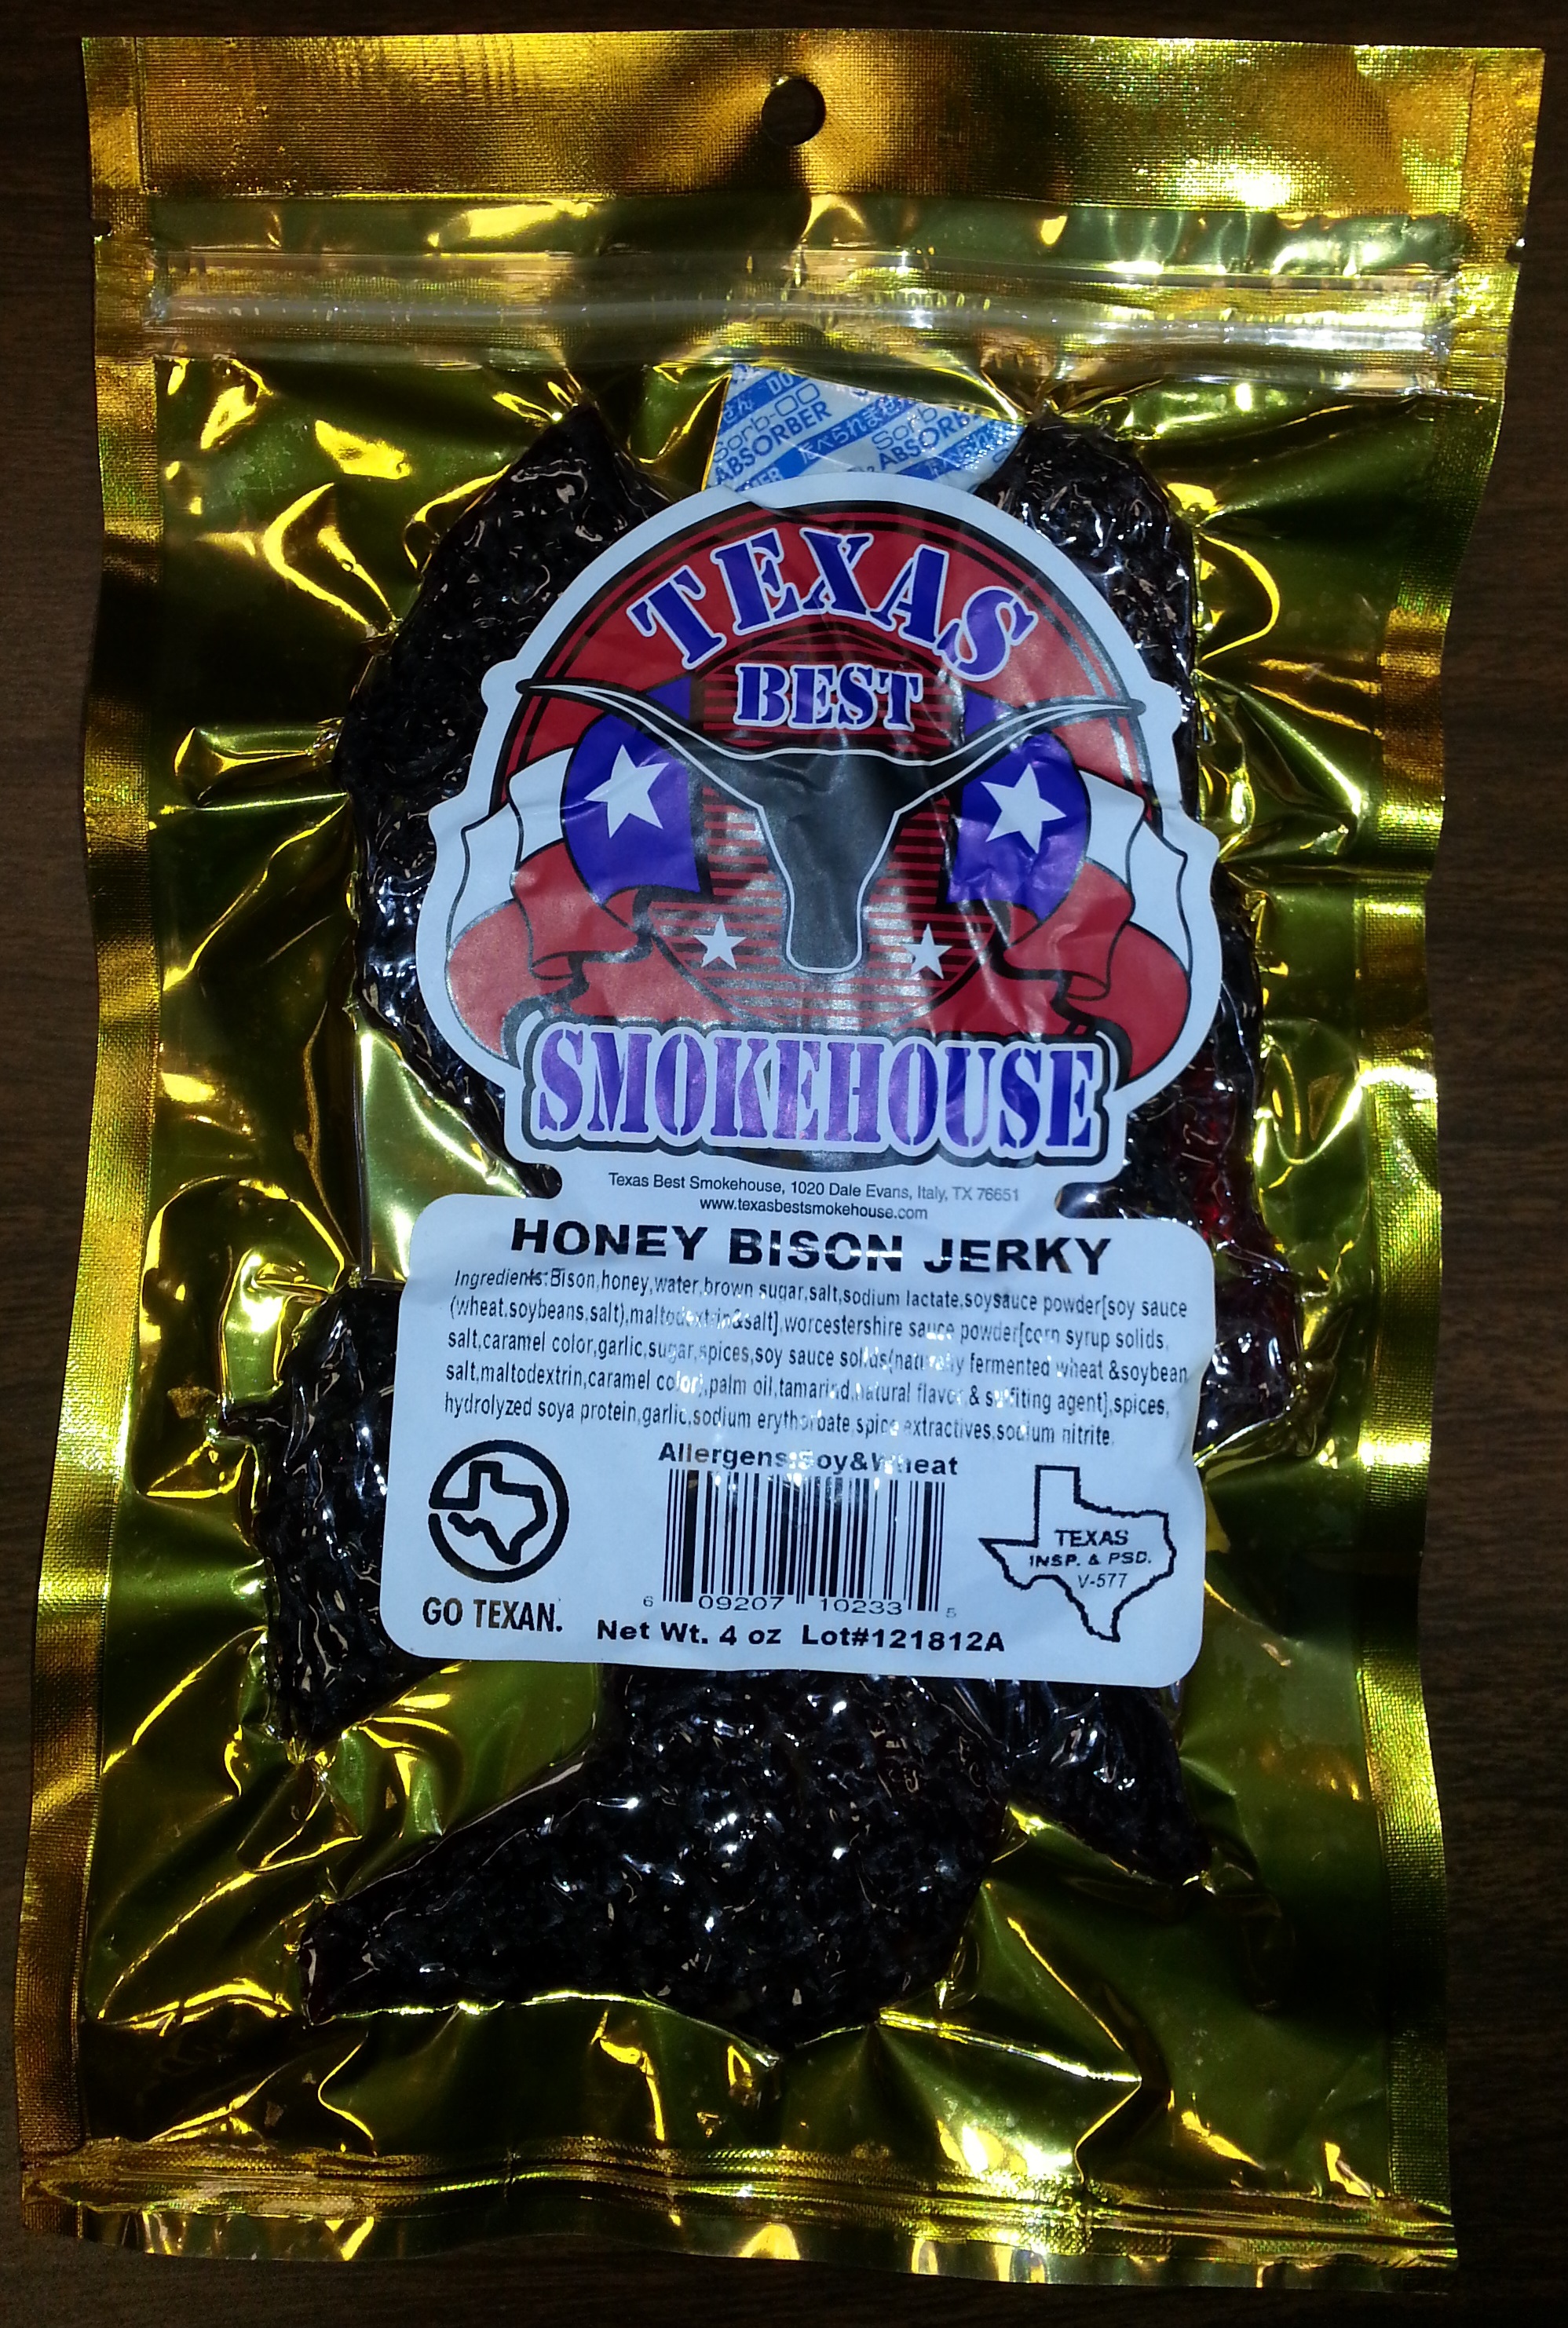 Sorb-OO
ABSORBER
Sorb
ABSORB
TEXAS
BEST
SMOKEHOUSE
Texas Best Smokehouse, 1020 Dale Evans, Italy, TX 76651
www.texasbestsmokehouse.com
HONEY BISON JERKY
Ingredients:Bison,honey,water,brown sugar,salt,sodium lactate,soysauce powder[soy sauce
(wheat,soybeans,salt),maltodextrin&salt],worcestershire sauce powder[corn syrup solids,
salt,caramel color,garlic,sugar,spices,soy sauce solids(naturally fermented wheat &soybean
salt,maltodextrin,caramel color),palm oil,tamarind,natural flavor & sulfiting agent],spices,
hydrolyzed soya protein,garlic,sodium erythorbate,spice extractives,sodium nitrite.
Allergens:Soy&Wheat
GO TEXAN.
6 09207 10233 5
TEXAS
INSP. & PSD.
V-577
Net Wt. 4 oz Lot#121812A